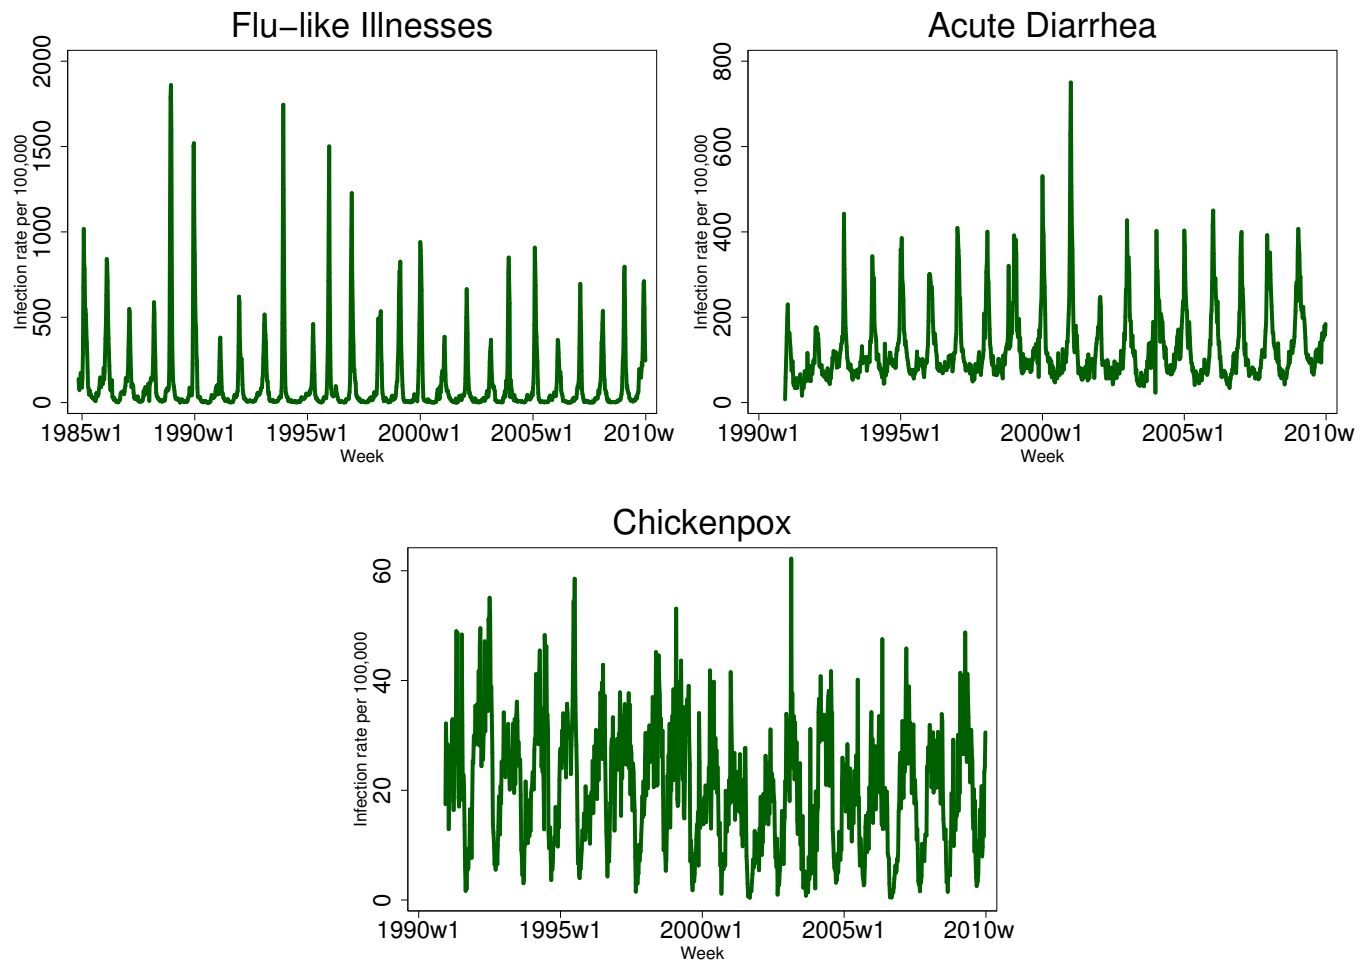 Flu−like Illnesses
Infection rate per 100,000
2000
1500
1000
500
0
1985w1 1990w1 1995w1 2000w1 2005w1 2010w
Week
Acute Diarrhea
Infection rate per 100,000
800
600
400
200
0
1990w1 1995w1 2000w1 2005w1 2010w
Week
Chickenpox
Infection rate per 100,000
60
40
20
0
1990w1 1995w1 2000w1 2005w1 2010w
Week